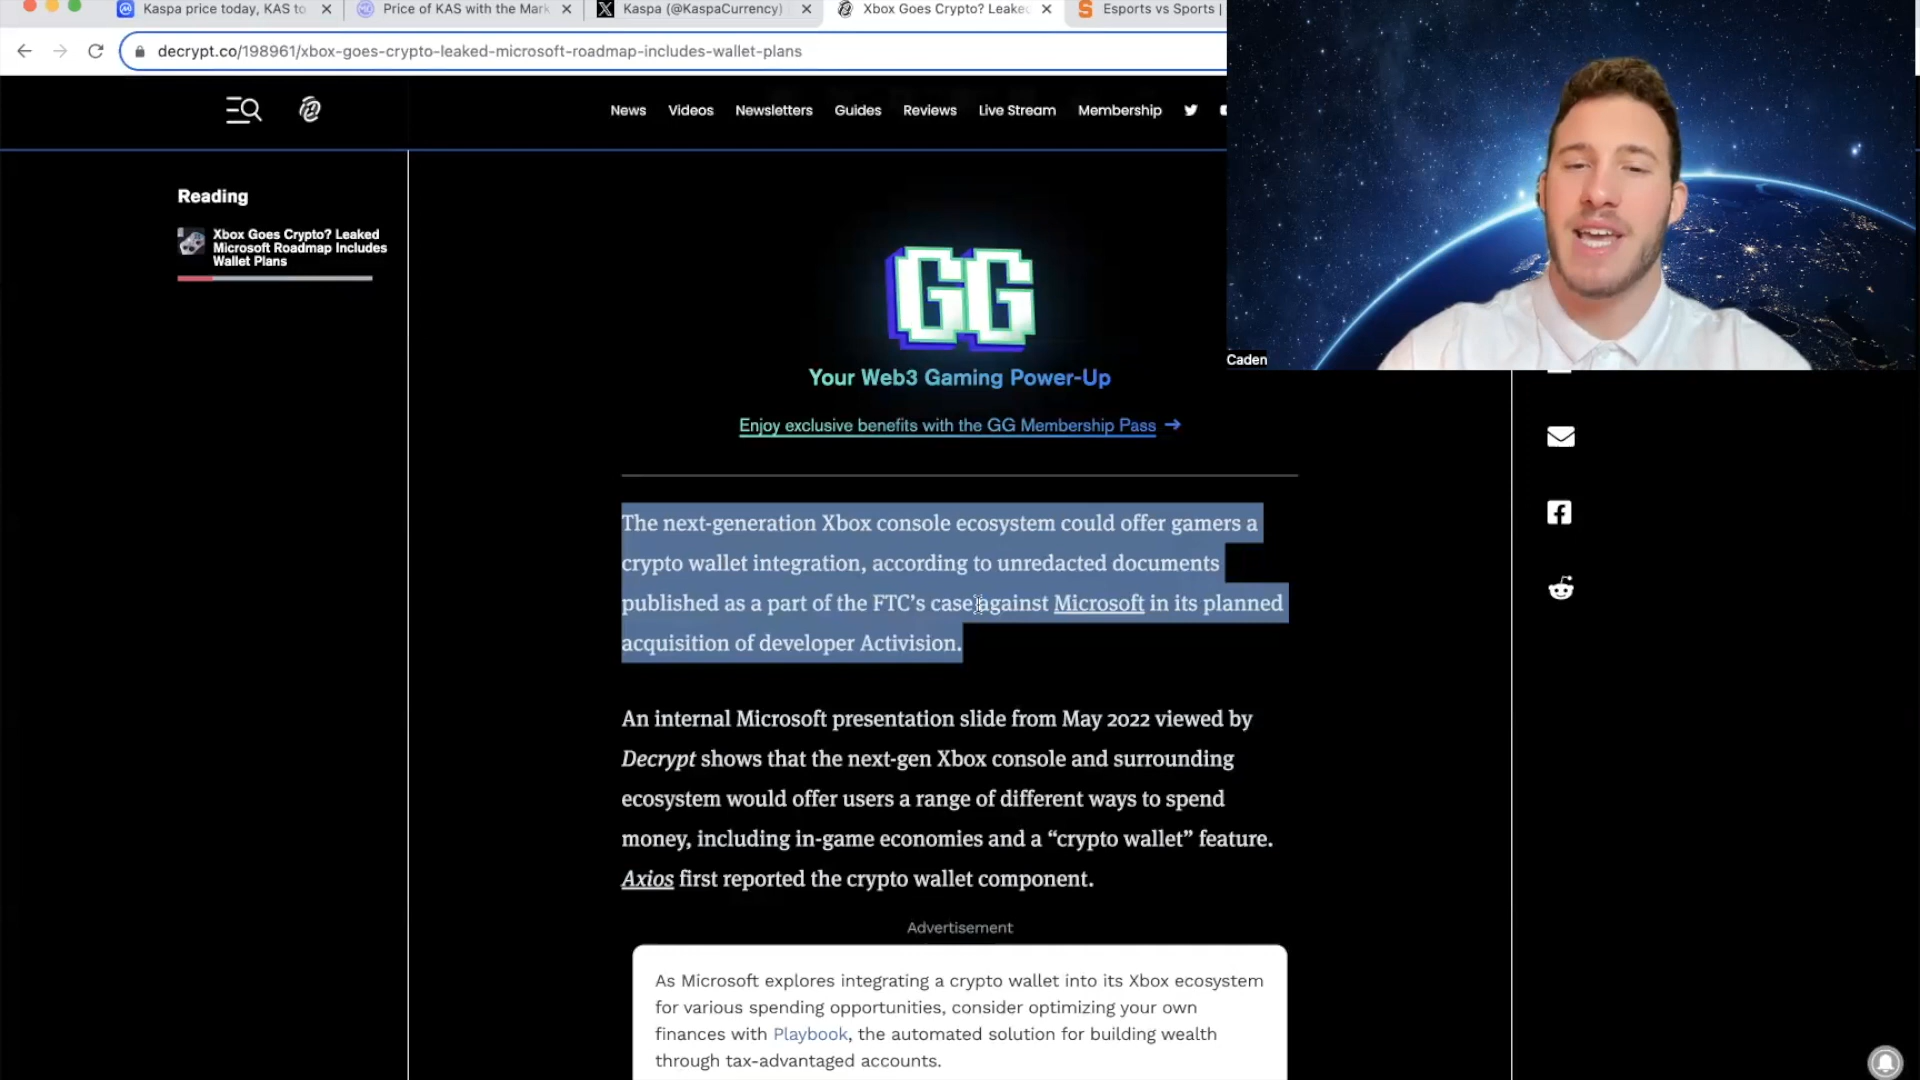 Kaspa price today, KAS to
Price of KAS with the Mark
Kaspa (@KaspaCurrency)
Xbox Goes Crypto? Leake
Esports vs Sports |
decrypt.co/198961/xbox-goes-crypto-leaked-microsoft-roadmap-includes-wallet-plans
News Videos Newsletters Guides Reviews Live Stream Membership
Reading
Xbox Goes Crypto? Leaked
Microsoft Roadmap Includes
Wallet Plans
GG
Your Web3 Gaming Power-Up
Enjoy exclusive benefits with the GG Membership Pass →
Caden
The next-generation Xbox console ecosystem could offer gamers a
crypto wallet integration, according to unredacted documents
published as a part of the FTC’s case against Microsoft in its planned
acquisition of developer Activision.
An internal Microsoft presentation slide from May 2022 viewed by
Decrypt shows that the next-gen Xbox console and surrounding
ecosystem would offer users a range of different ways to spend
money, including in-game economies and a “crypto wallet” feature.
Axios first reported the crypto wallet component.
Advertisement
As Microsoft explores integrating a crypto wallet into its Xbox ecosystem
for various spending opportunities, consider optimizing your own
finances with Playbook, the automated solution for building wealth
through tax-advantaged accounts.